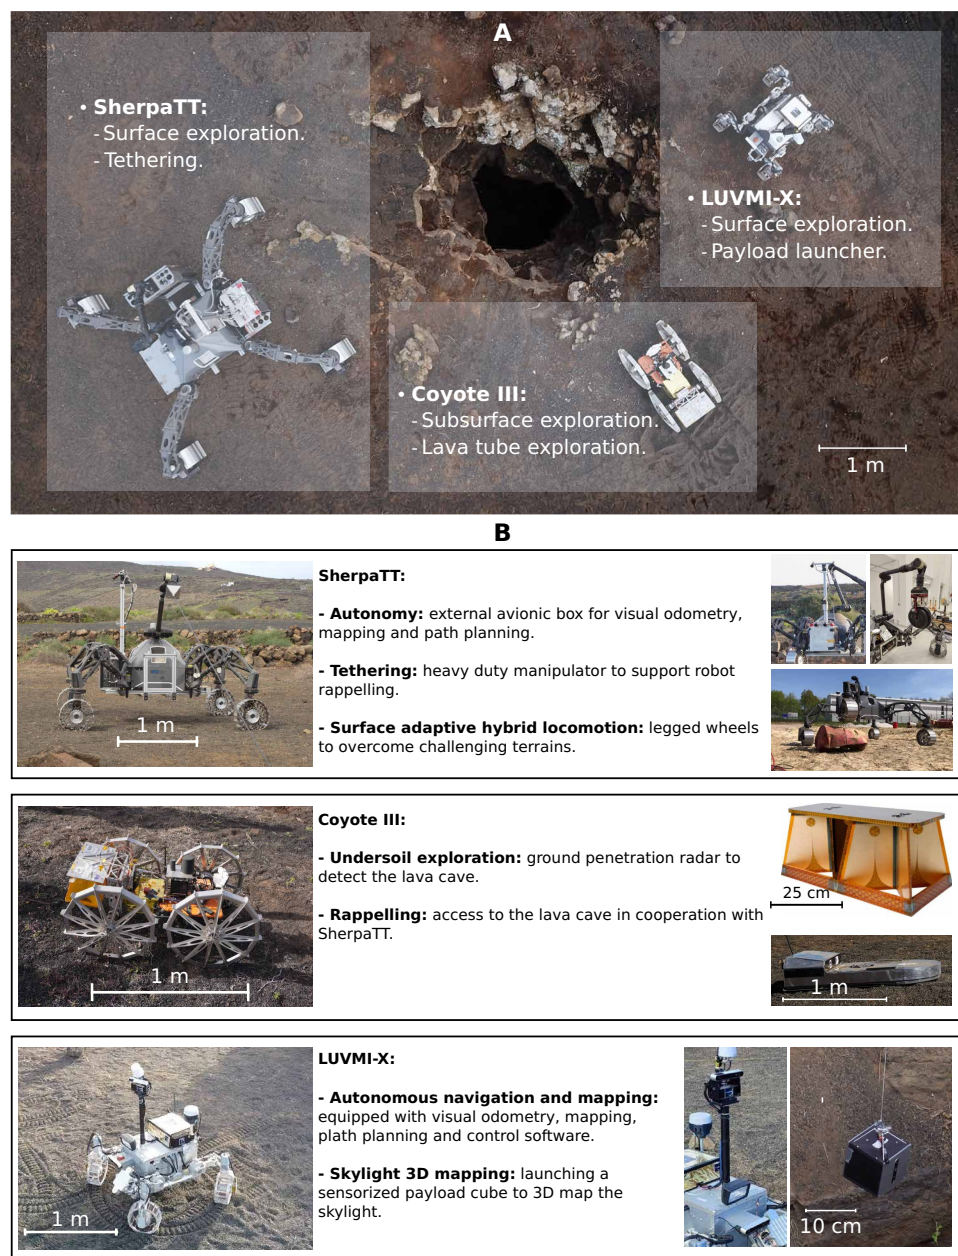 A
• SherpaTT:
- Surface exploration.
- Tethering.
• LUVMI-X:
- Surface exploration.
- Payload launcher.
• Coyote III:
- Subsurface exploration.
- Lava tube exploration.
1 m
B
SherpaTT:
- Autonomy: external avionic box for visual odometry,
mapping and path planning.
- Tethering: heavy duty manipulator to support robot
rappelling.
- Surface adaptive hybrid locomotion: legged wheels
to overcome challenging terrains.
1 m
Coyote III:
- Undersoil exploration: ground penetration radar to
detect the lava cave.
- Rappelling: access to the lava cave in cooperation with
SherpaTT.
1 m
25 cm
1 m
LUVMI-X:
- Autonomous navigation and mapping:
equipped with visual odometry, mapping,
plath planning and control software.
- Skylight 3D mapping: launching a
sensorized payload cube to 3D map the
skylight.
1 m
10 cm